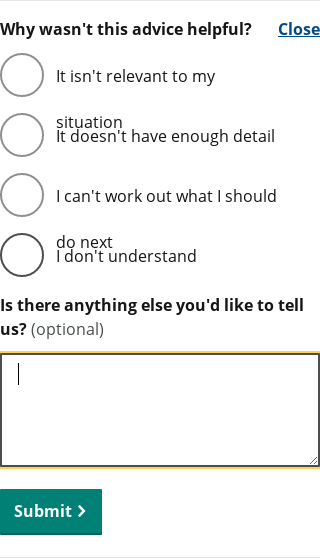 Why wasn't this advice helpful? Close
It isn't relevant to my
situation
It doesn't have enough detail
I can't work out what I should
do next
I don't understand
Is there anything else you'd like to tell
us? (optional)
Submit